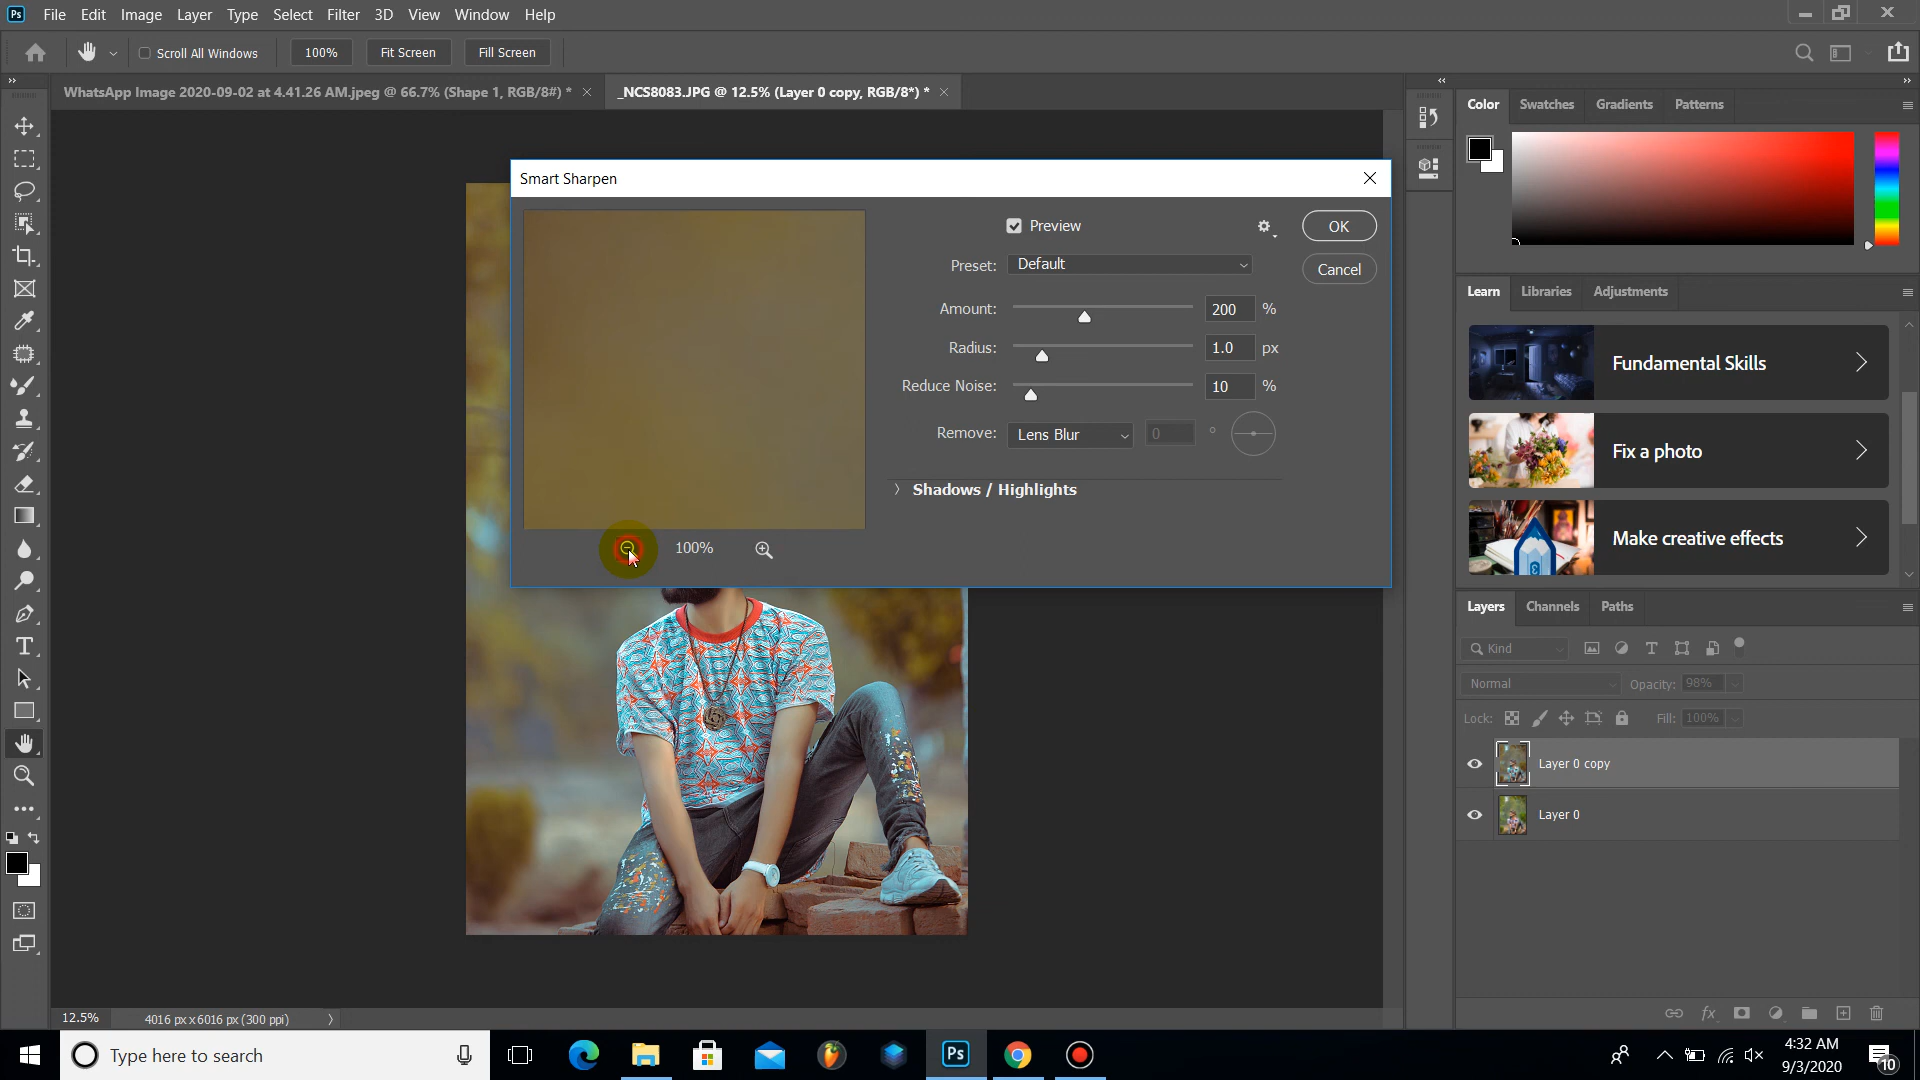 Ps File Edit Image Layer Type Select Filter 3D View Window Help
Scroll All Windows 100% Fit Screen Fill Screen
WhatsApp Image 2020-09-02 at 4.41.26 AM.jpeg @ 66.7% (Shape 1, RGB/8#) * × _NCS8083.JPG @ 12.5% (Layer 0 copy, RGB/8*) * ×
Color Swatches Gradients Patterns
Smart Sharpen
Preview
OK
Preset: Default
Cancel
Amount: 200 %
Radius: 1.0 px
Reduce Noise: 10 %
Remove: Lens Blur 0 °
Shadows / Highlights
100%
Learn Libraries Adjustments
Fundamental Skills
Fix a photo
Make creative effects
Layers Channels Paths
Kind
Normal Opacity: 98%
Lock: Fill: 100%
Layer 0 copy
Layer 0
12.5% 4016 px x 6016 px (300 ppi)
Type here to search
Ps
4:32 AM
9/3/2020
10